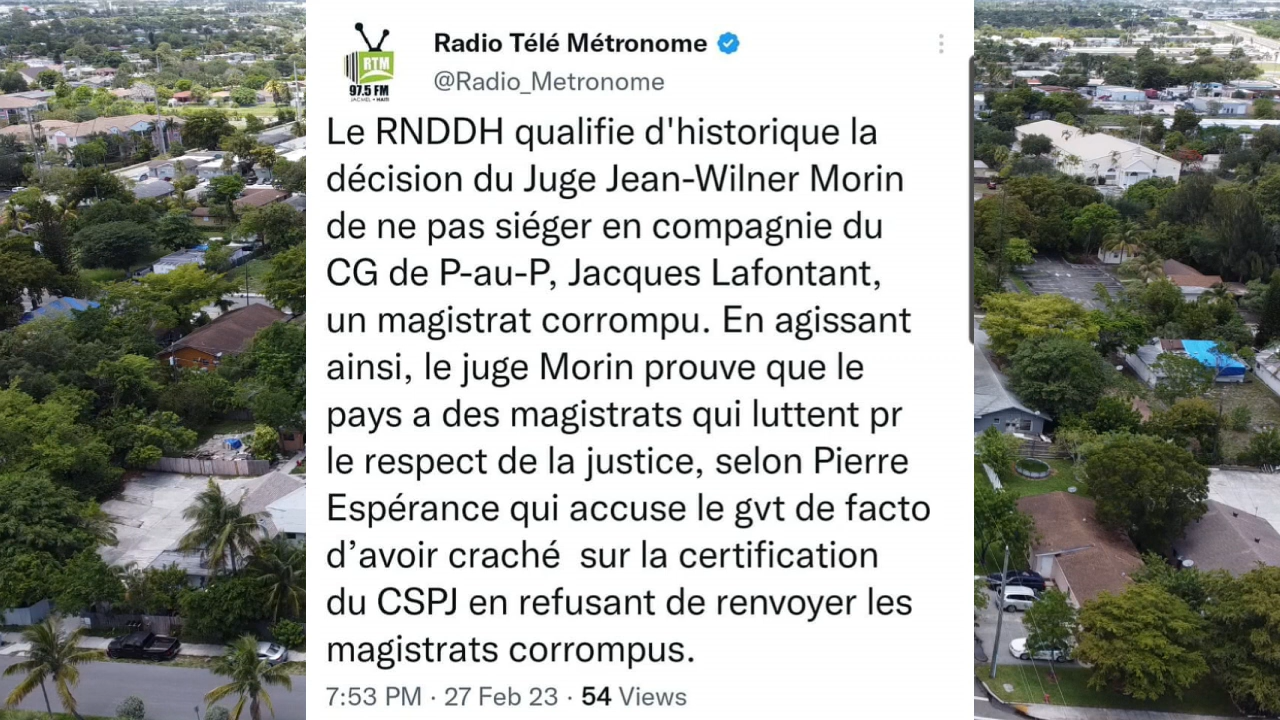 RTM
97.5 FM
JACMEL • HAITI
Radio Télé Métronome
@Radio_Metronome
Le RNDDH qualifie d'historique la
décision du Juge Jean-Wilner Morin
de ne pas siéger en compagnie du
CG de P-au-P, Jacques Lafontant,
un magistrat corrompu. En agissant
ainsi, le juge Morin prouve que le
pays a des magistrats qui luttent pr
le respect de la justice, selon Pierre
Espérance qui accuse le gvt de facto
d’avoir craché  sur la certification
du CSPJ en refusant de renvoyer les
magistrats corrompus.
7:53 PM · 27 Feb 23 · 54 Views